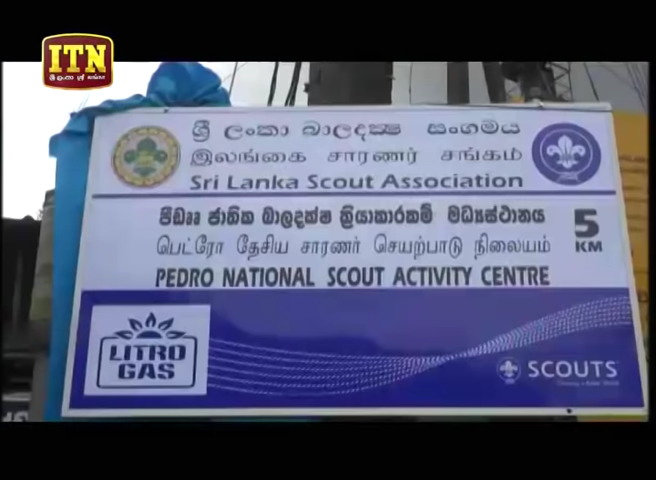 ITN
ශ්‍රී ලංකා බාලදක්ෂ සංගමය
இலங்கை சாரணர் சங்கம்
Sri Lanka Scout Association
පීඩෲ ජාතික බාලදක්ෂ ක්‍රියාකාරකම් මධ්‍යස්ථානය
பெட்ரோ தேசிய சாரணர் செயற்பாடு நிலையம்
5 KM
PEDRO NATIONAL SCOUT ACTIVITY CENTRE
LITRO
GAS
SCOUTS